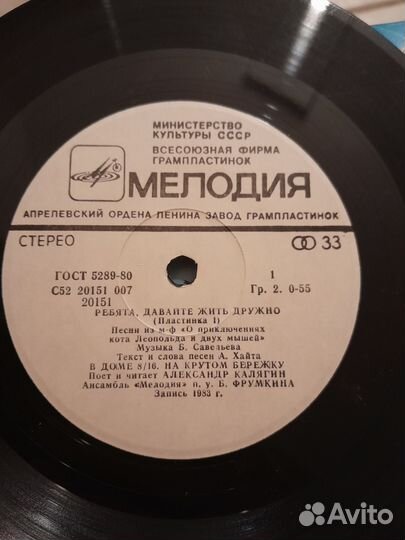 МИНИСТЕРСТВО
КУЛЬТУРЫ СССР
ВСЕСОЮЗНАЯ ФИРМА
ГРАМПЛАСТИНОК
МЕЛОДИЯ
АПРЕЛЕВСКИЙ ОРДЕНА ЛЕНИНА ЗАВОД ГРАМПЛАСТИНОК
СТЕРЕО 33
ГОСТ 5289-80 1
С52 20151 007 Гр. 2. 0-55
20151
РЕБЯТА, ДАВАЙТЕ ЖИТЬ ДРУЖНО
(Пластинка 1)
Песни из м-ф «О приключениях
кота Леопольда и двух мышей»
Музыка Б. Савельева
Текст и слова песен А. Хайта
В ДОМЕ 8/16. НА КРУТОМ БЕРЕЖКУ
Поет и читает АЛЕКСАНДР КАЛЯГИН
Ансамбль «Мелодия» п. у. Б. ФРУМКИНА
Запись 1983 г.
Avito